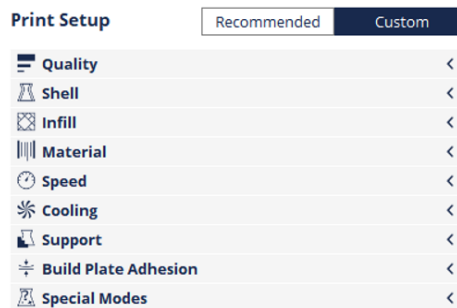 Print Setup Recommended Custom
Quality
Shell
Infill
Material
Speed
Cooling
Support
Build Plate Adhesion
Special Modes